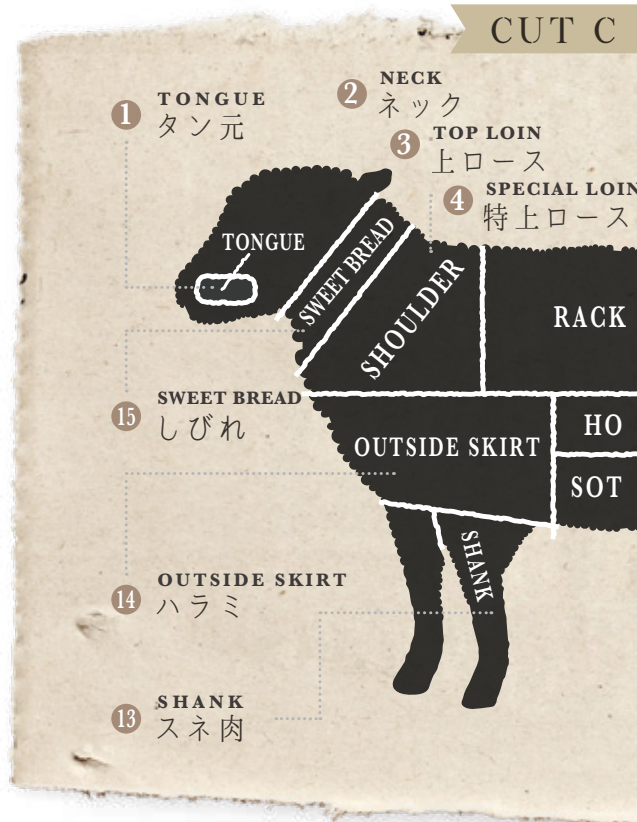 CUT C
1 TONGUE
タン元
2 NECK
ネック
3 TOP LOIN
上ロース
4 SPECIAL LOIN
特上ロース
TONGUE
SWEET BREAD
SHOULDER
RACK
15 SWEET BREAD
しびれ
OUTSIDE SKIRT
HO
SOT
SHANK
14 OUTSIDE SKIRT
ハラミ
13 SHANK
スネ肉